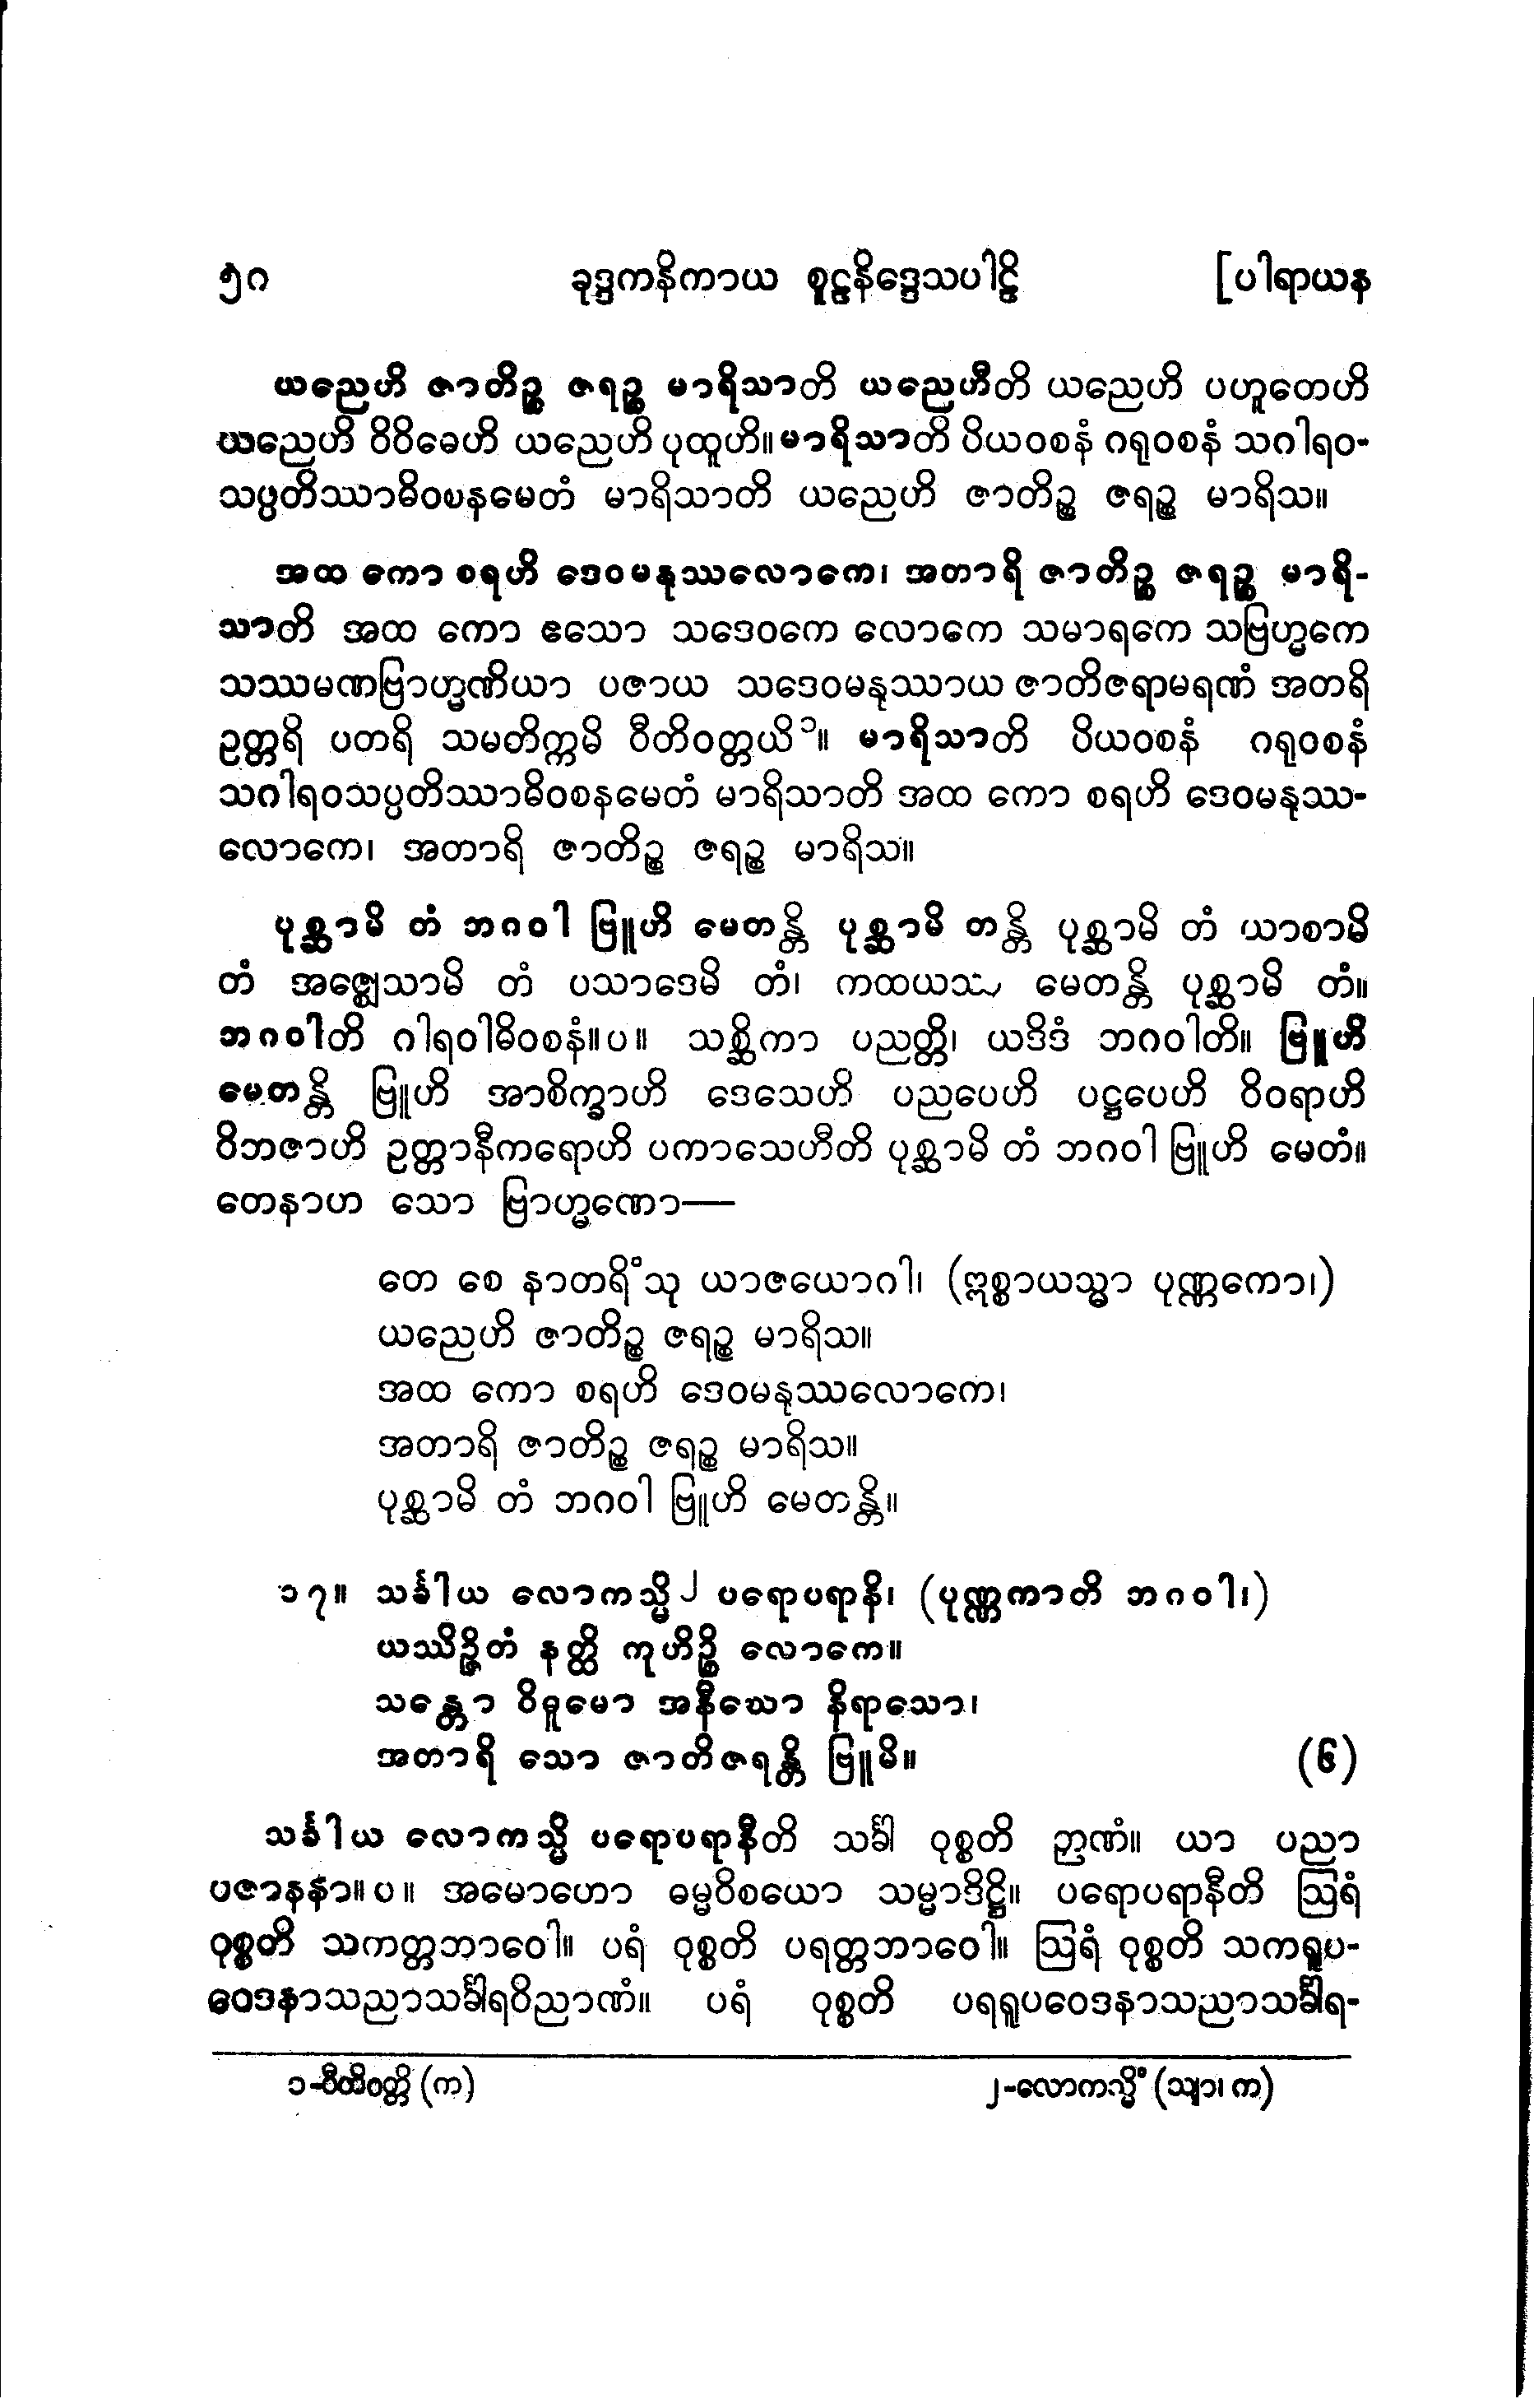 ၅ဂ ခုဒ္ဒကနိကာယ စူဠနိဒ္ဒေသပါဠိ [ပါရာယန
ယညေဟိ ဇာတိဉ္စ ဇရဉ္စ မာရိသာတိ ယညေဟီတိ ယညေဟိ ပဟူတေဟိ
ယညေဟိ ဝိဝိဓေဟိ ယညေဟိ ပုထူဟိ။ မာရိသာတိ ပိယဝစနံ ဂရုဝစနံ သဂါရဝ-
သပ္ပတိဿာဓိဝစနမေတံ မာရိသာတိ ယညေဟိ ဇာတိဉ္စ ဇရဉ္စ မာရိသ။
အထ ကော စရဟိ ဒေဝမနုဿလောကေ၊ အတာရိ ဇာတိဉ္စ ဇရဉ္စ မာရိ-
သာတိ အထ ကော ဧသော သဒေဝကေ လောကေ သမာရကေ သဗြဟ္မကေ
သဿမဏဗြာဟ္မဏိယာ ပဇာယ သဒေဝမနုဿာယ ဇာတိဇရာမရဏံ အတရိ
ဥတ္တရိ ပတရိ သမတိက္ကမိ ဝီတိဝတ္တယိ၁။ မာရိသာတိ ပိယဝစနံ ဂရုဝစနံ
သဂါရဝသပ္ပတိဿာဓိဝစနမေတံ မာရိသာတိ အထ ကော စရဟိ ဒေဝမနုဿ-
လောကေ၊ အတာရိ ဇာတိဉ္စ ဇရဉ္စ မာရိသ။
ပုစ္ဆာမိ တံ ဘဂဝါ ဗြူဟိ မေတန္တိ ပုစ္ဆာမိ တန္တိ ပုစ္ဆာမိ တံ ယာစာမိ
တံ အဇ္ဈေသာမိ တံ ပသာဒေမိ တံ၊ ကထယဿု မေတန္တိ ပုစ္ဆာမိ တံ။
ဘဂဝါတိ ဂါရဝါဓိဝစနံ။ပ။ သစ္ဆိကာ ပညတ္တိ၊ ယဒိဒံ ဘဂဝါတိ။ ဗြူဟိ
မေတန္တိ ဗြူဟိ အာစိက္ခာဟိ ဒေသေဟိ ပညပေဟိ ပဋ္ဌပေဟိ ဝိဝရာဟိ
ဝိဘဇာဟိ ဥတ္တာနီကရောဟိ ပကာသေဟီတိ ပုစ္ဆာမိ တံ ဘဂဝါ ဗြူဟိ မေတံ။
တေနာဟ သော ဗြာဟ္မဏော—
တေ စေ နာတရိံသု ယာဇယောဂါ၊ (ဣစ္စာယသ္မာ ပုဏ္ဏကော၊)
ယညေဟိ ဇာတိဉ္စ ဇရဉ္စ မာရိသ။
အထ ကော စရဟိ ဒေဝမနုဿလောကေ၊
အတာရိ ဇာတိဉ္စ ဇရဉ္စ မာရိသ။
ပုစ္ဆာမိ တံ ဘဂဝါ ဗြူဟိ မေတန္တိ။
၁၇။ သင်္ခါယ လောကသ္မိ၂ ပရောပရာနိ၊ (ပုဏ္ဏကာတိ ဘဂဝါ၊)
ယဿိဉ္ဇိတံ နတ္ထိ ကုဟိဉ္စိ လောကေ။
သန္တော ဝိဓူမော အနီဃော နိရာသော၊
အတာရိ သော ဇာတိဇရန္တိ ဗြူမိ။ (၆)
သင်္ခါယ လောကသ္မိ ပရောပရာနီတိ သင်္ခါ ဝုစ္စတိ ဉာဏံ။ ယာ ပညာ
ပဇာနနာ။ပ။ အမောဟော ဓမ္မဝိစယော သမ္မာဒိဋ္ဌိ။ ပရောပရာနီတိ ဩရံ
ဝုစ္စတိ သကတ္တဘာဝေါ။ ပရံ ဝုစ္စတိ ပရတ္တဘာဝေါ။ ဩရံ ဝုစ္စတိ သကရူပ-
ဝေဒနာသညာသင်္ခါရဝိညာဏံ။ ပရံ ဝုစ္စတိ ပရရူပဝေဒနာသညာသင်္ခါရ-
၁-ဝီတိဝတ္တိ (က) ၂-လောကသ္မိံ (သျာ၊ က)